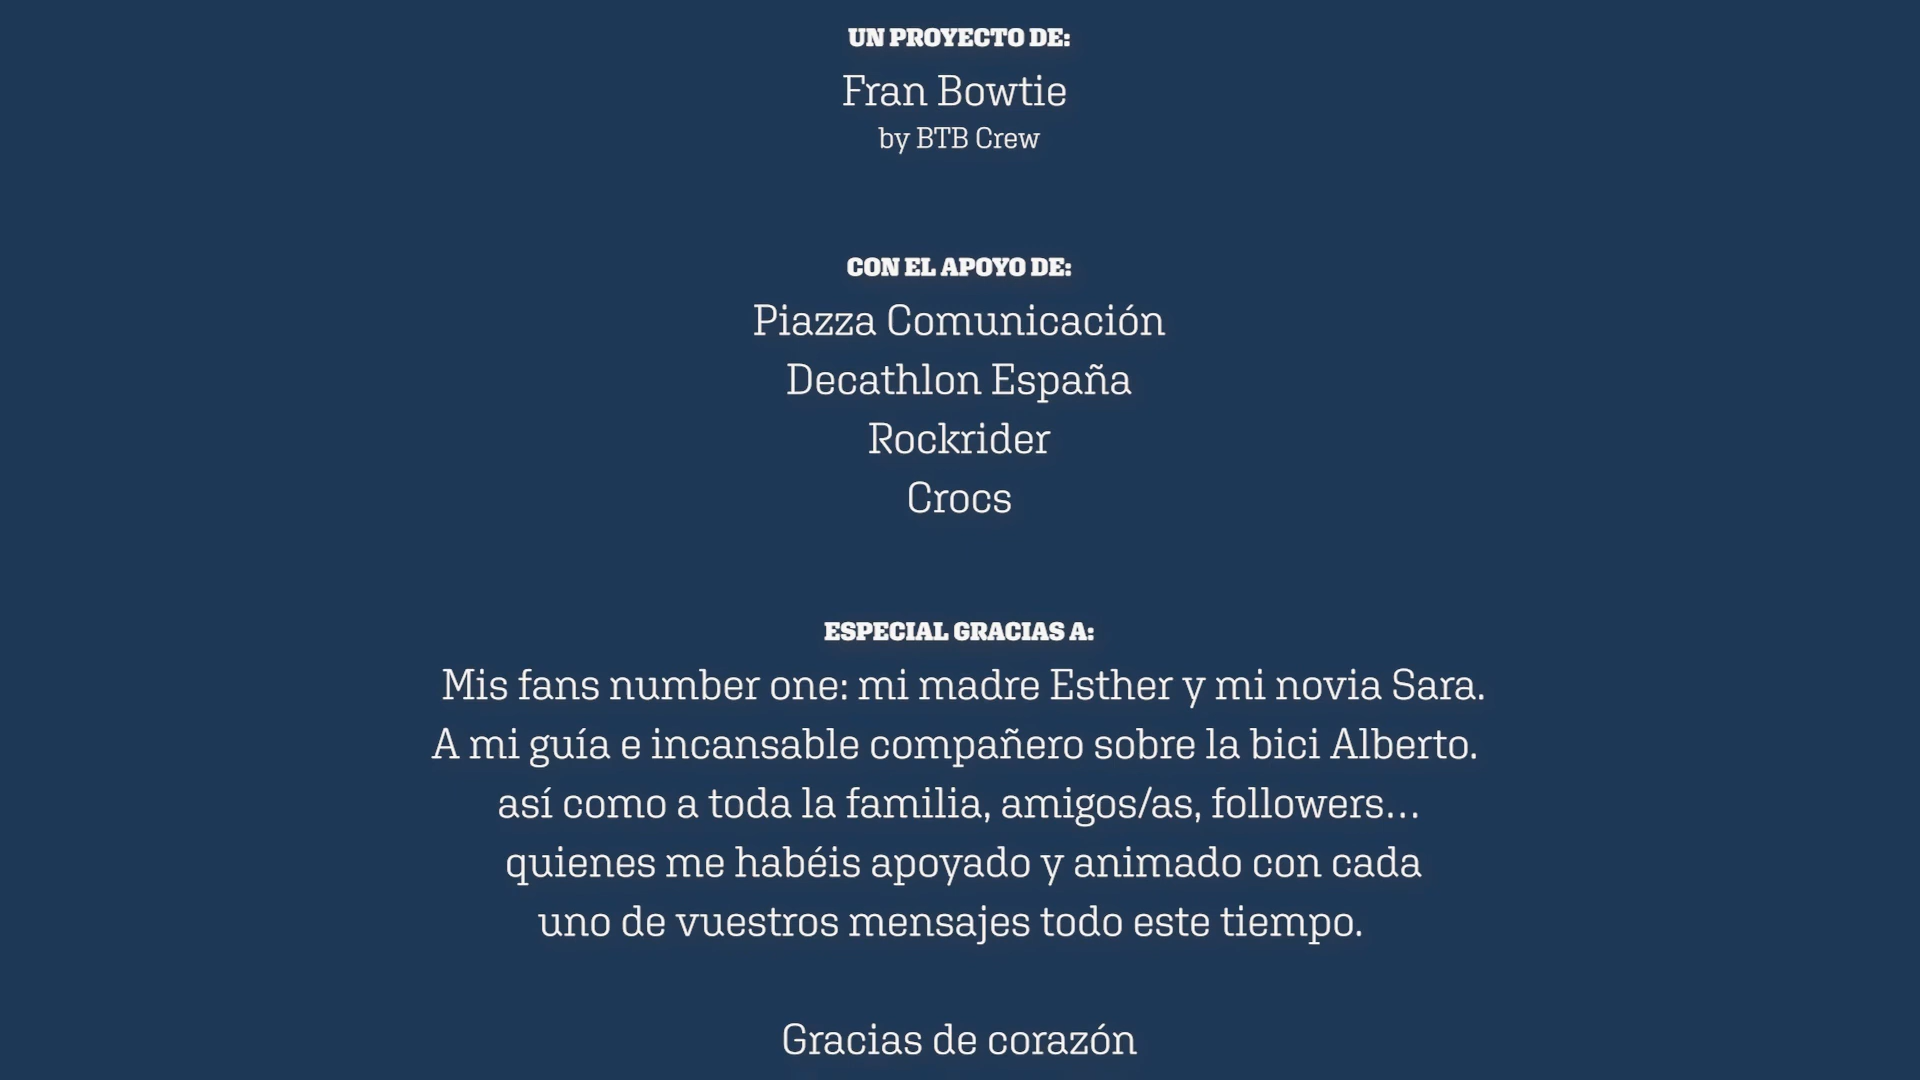 UN PROYECTO DE:
Fran Bowtie
by BTB Crew
CON EL APOYO DE:
Piazza Comunicación
Decathlon España
Rockrider
Crocs
ESPECIAL GRACIAS A:
Mis fans number one: mi madre Esther y mi novia Sara.
A mi guía e incansable compañero sobre la bici Alberto.
así como a toda la familia, amigos/as, followers...
quienes me habéis apoyado y animado con cada
uno de vuestros mensajes todo este tiempo.
Gracias de corazón